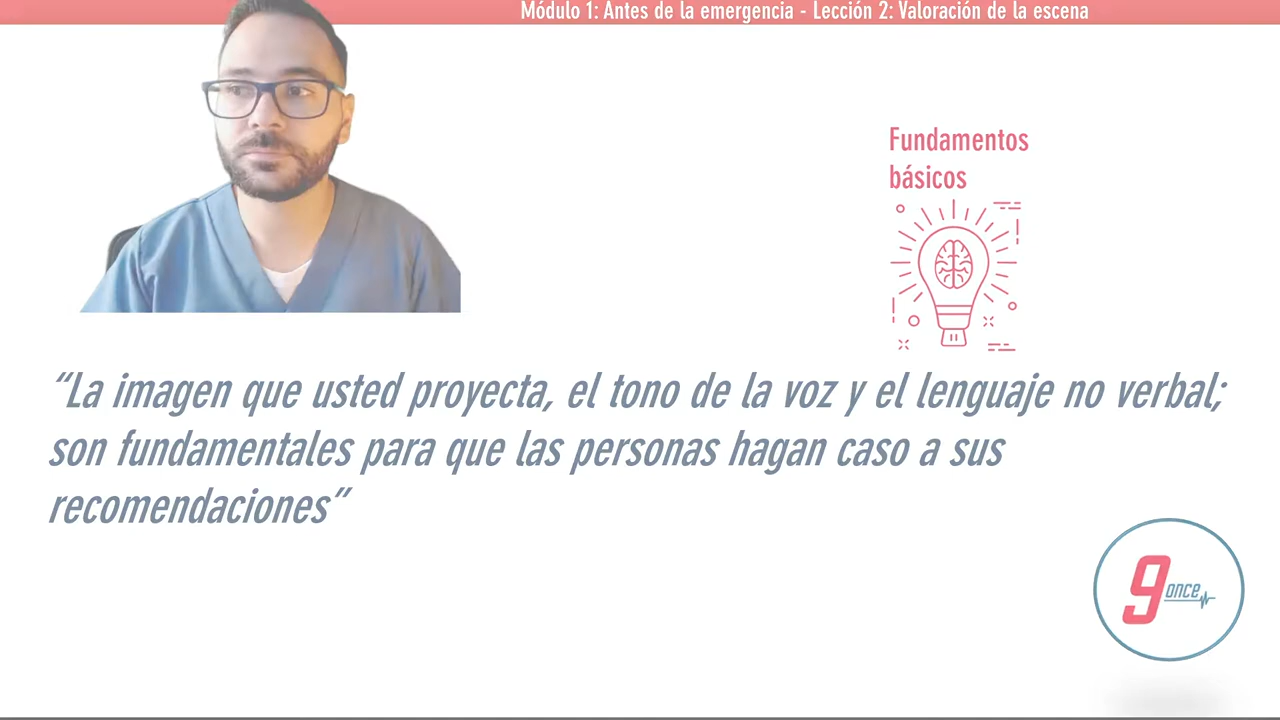 Módulo 1: Antes de la emergencia - Lección 2: Valoración de la escena
Fundamentos
básicos
“La imagen que usted proyecta, el tono de la voz y el lenguaje no verbal;
son fundamentales para que las personas hagan caso a sus
recomendaciones”
9once